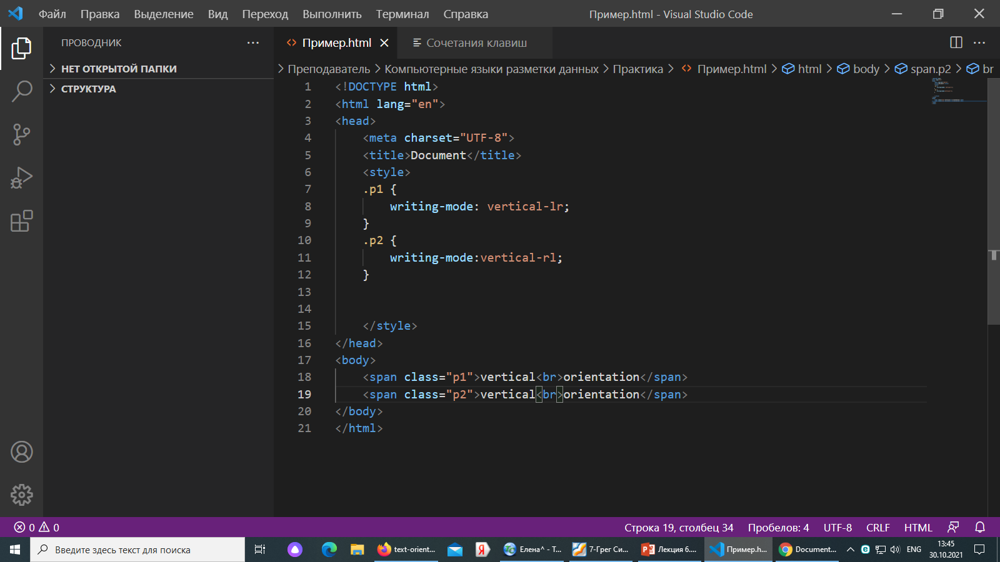 Файл Правка Выделение Вид Переход Выполнить Терминал Справка Пример.html - Visual Studio Code
ПРОВОДНИК
Пример.html Сочетания клавиш
НЕТ ОТКРЫТОЙ ПАПКИ
СТРУКТУРА
Преподаватель > Компьютерные языки разметки данных > Практика > Пример.html > html > body > span.p2 > br
1 <!DOCTYPE html>
2 <html lang="en">
3 <head>
4 <meta charset="UTF-8">
5 <title>Document</title>
6 <style>
7 .p1 {
8 writing-mode: vertical-lr;
9 }
10 .p2 {
11 writing-mode:vertical-rl;
12 }
13
14
15 </style>
16 </head>
17 <body>
18 <span class="p1">vertical<br>orientation</span>
19 <span class="p2">vertical<br>orientation</span>
20 </body>
21 </html>
0 0 Строка 19, столбец 34 Пробелов: 4 UTF-8 CRLF HTML
Введите здесь текст для поиска
Я text-orient... Елена^ - Т... 7-Грег Си... Лекция 6.... Пример.h... Document... ENG 13:45
30.10.2021